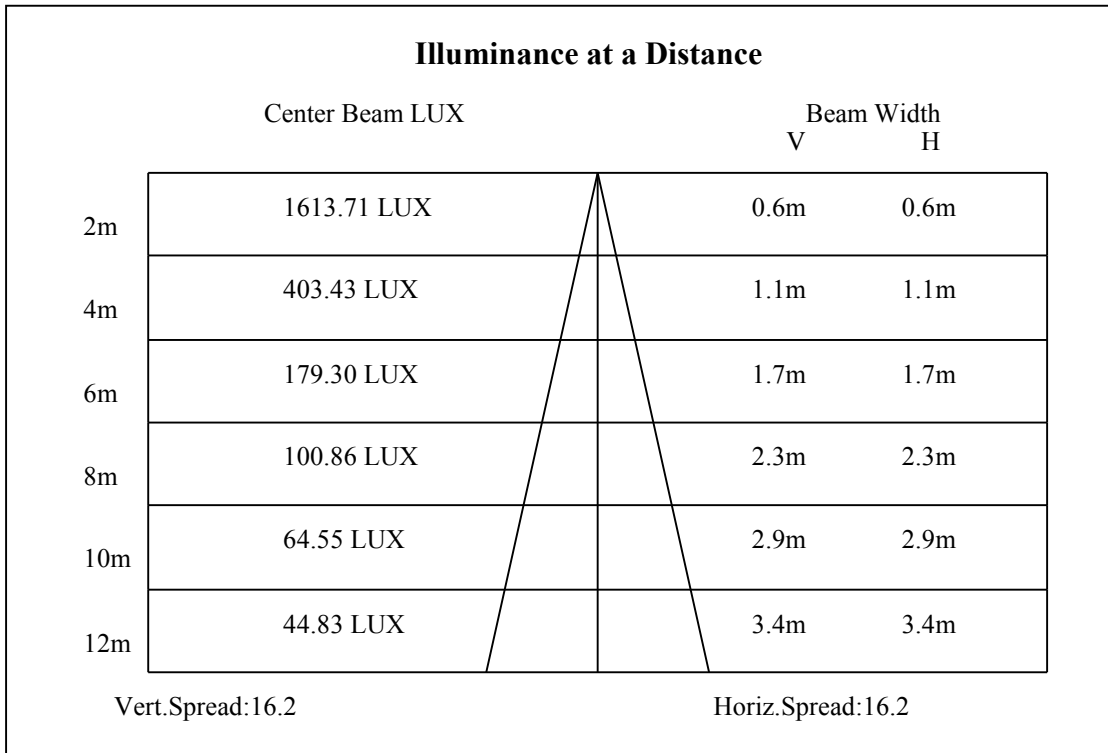 Illuminance at a Distance
Center Beam LUX Beam Width
V H
2m 1613.71 LUX 0.6m 0.6m
4m 403.43 LUX 1.1m 1.1m
6m 179.30 LUX 1.7m 1.7m
8m 100.86 LUX 2.3m 2.3m
10m 64.55 LUX 2.9m 2.9m
12m 44.83 LUX 3.4m 3.4m
Vert.Spread:16.2 Horiz.Spread:16.2